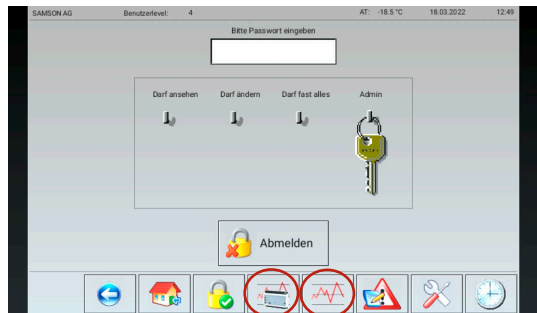 SAMSON AG Benutzerlevel: 4 AT: -18.5 °C 18.03.2022 12:49
Bitte Passwort eingeben
Darf ansehen Darf ändern Darf fast alles Admin
Abmelden